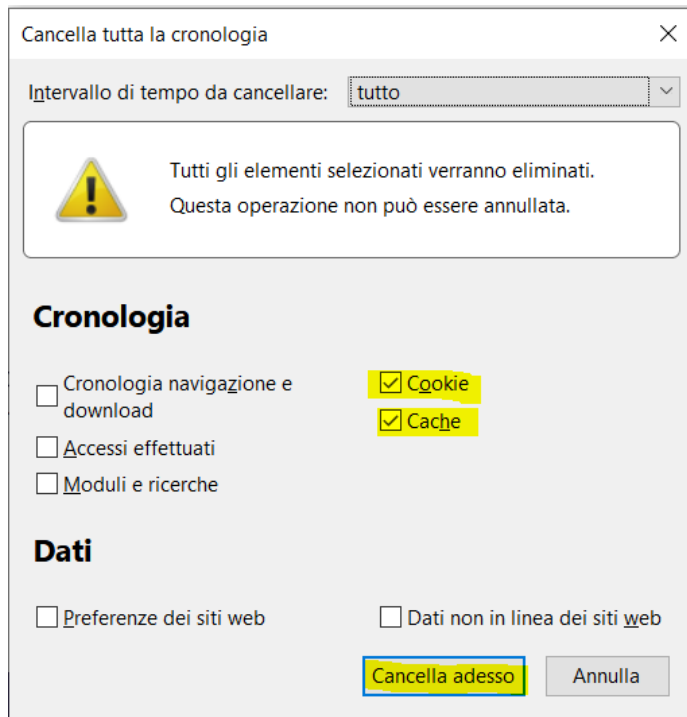 Cancella tutta la cronologia
Intervallo di tempo da cancellare: tutto
Tutti gli elementi selezionati verranno eliminati.
Questa operazione non può essere annullata.
Cronologia
Cronologia navigazione e
download
Cookie
Cache
Accessi effettuati
Moduli e ricerche
Dati
Preferenze dei siti web
Dati non in linea dei siti web
Cancella adesso
Annulla